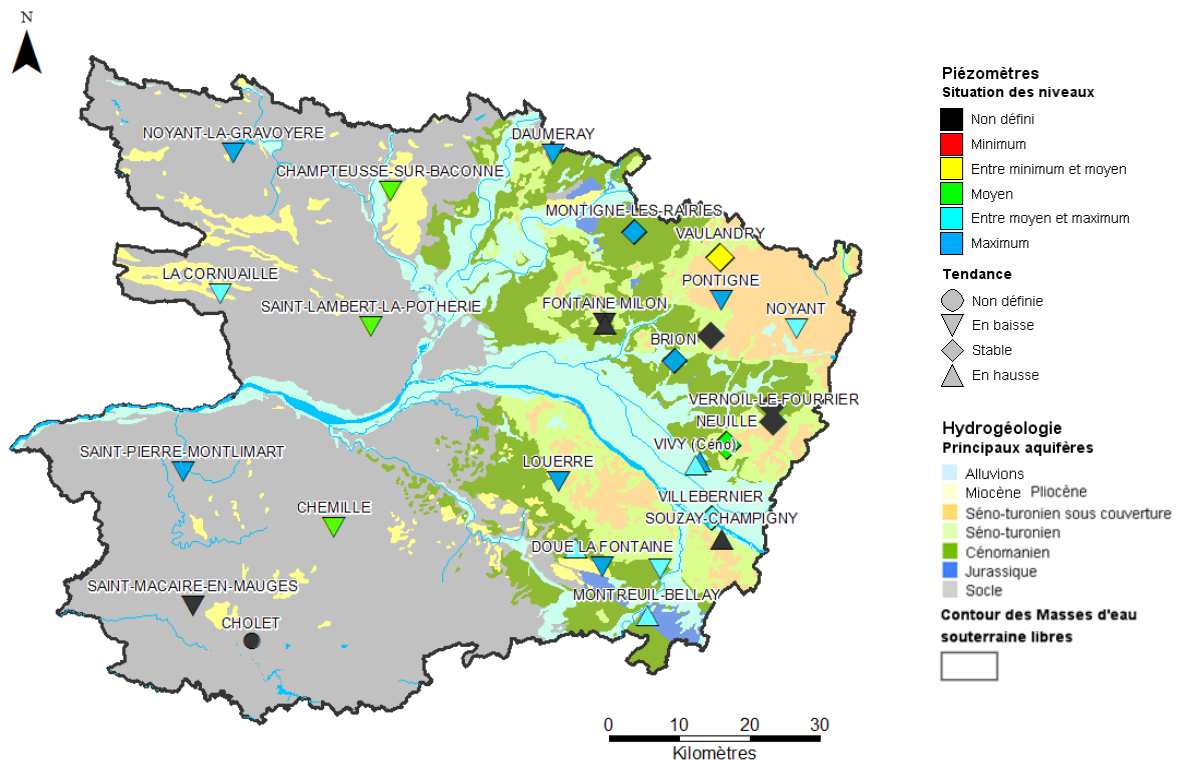 N
NOYANT-LA-GRAVOYERE
DAUMERAY
CHAMPTEUSSE-SUR-BACONNE
MONTIGNE-LES-RAIRIES
VAULANDRY
LA CORNUAILLE
PONTIGNE
SAINT-LAMBERT-LA-POTHERIE
FONTAINE-MILON
NOYANT
BRION
VERNOIL-LE-FOURRIER
NEUILLE
VIVY (Céno)
SAINT-PIERRE-MONTLIMART
LOUERRE
VILLEBERNIER
CHEMILLE
SOUZAY-CHAMPIGNY
DOUE LA FONTAINE
SAINT-MACAIRE-EN-MAUGES
MONTREUIL-BELLAY
CHOLET
0 10 20 30
Kilomètres
Piézomètres
Situation des niveaux
Non défini
Minimum
Entre minimum et moyen
Moyen
Entre moyen et maximum
Maximum
Tendance
Non définie
En baisse
Stable
En hausse
Hydrogéologie
Principaux aquifères
Alluvions
Miocène Pliocène
Séno-turonien sous couverture
Séno-turonien
Cénomanien
Jurassique
Socle
Contour des Masses d'eau
souterraine libres